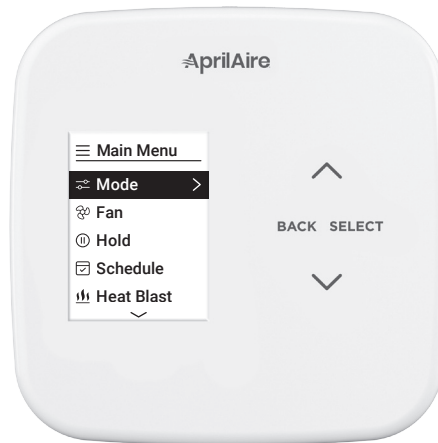 AprilAire
Main Menu
Mode
Fan
Hold
Schedule
Heat Blast
BACK SELECT